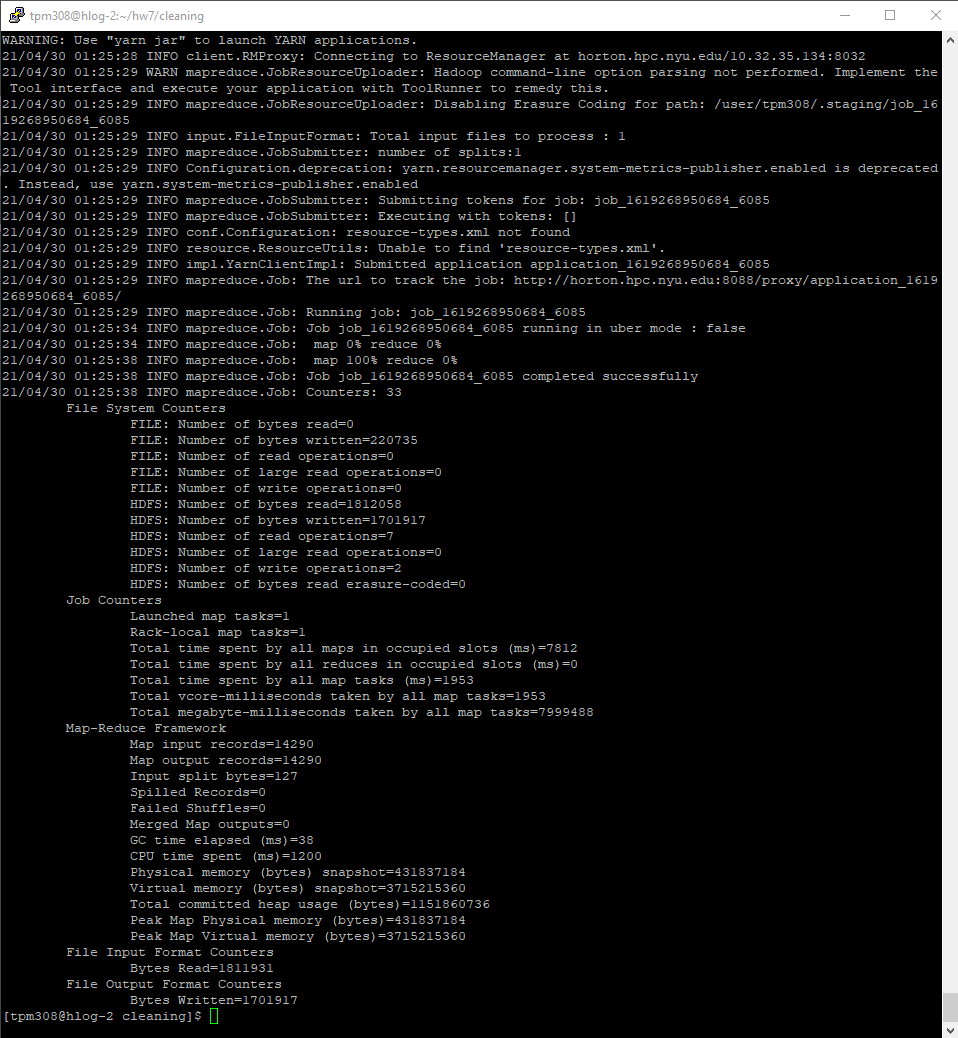 tpm308@hlog-2:~/hw7/cleaning
WARNING: Use "yarn jar" to launch YARN applications.
21/04/30 01:25:28 INFO client.RMProxy: Connecting to ResourceManager at horton.hpc.nyu.edu/10.32.35.134:8032
21/04/30 01:25:29 WARN mapreduce.JobResourceUploader: Hadoop command-line option parsing not performed. Implement the
 Tool interface and execute your application with ToolRunner to remedy this.
21/04/30 01:25:29 INFO mapreduce.JobResourceUploader: Disabling Erasure Coding for path: /user/tpm308/.staging/job_16
19268950684_6085
21/04/30 01:25:29 INFO input.FileInputFormat: Total input files to process : 1
21/04/30 01:25:29 INFO mapreduce.JobSubmitter: number of splits:1
21/04/30 01:25:29 INFO Configuration.deprecation: yarn.resourcemanager.system-metrics-publisher.enabled is deprecated
. Instead, use yarn.system-metrics-publisher.enabled
21/04/30 01:25:29 INFO mapreduce.JobSubmitter: Submitting tokens for job: job_1619268950684_6085
21/04/30 01:25:29 INFO mapreduce.JobSubmitter: Executing with tokens: []
21/04/30 01:25:29 INFO conf.Configuration: resource-types.xml not found
21/04/30 01:25:29 INFO resource.ResourceUtils: Unable to find 'resource-types.xml'.
21/04/30 01:25:29 INFO impl.YarnClientImpl: Submitted application application_1619268950684_6085
21/04/30 01:25:29 INFO mapreduce.Job: The url to track the job: http://horton.hpc.nyu.edu:8088/proxy/application_1619
268950684_6085/
21/04/30 01:25:29 INFO mapreduce.Job: Running job: job_1619268950684_6085
21/04/30 01:25:34 INFO mapreduce.Job: Job job_1619268950684_6085 running in uber mode : false
21/04/30 01:25:34 INFO mapreduce.Job:  map 0% reduce 0%
21/04/30 01:25:38 INFO mapreduce.Job:  map 100% reduce 0%
21/04/30 01:25:38 INFO mapreduce.Job: Job job_1619268950684_6085 completed successfully
21/04/30 01:25:38 INFO mapreduce.Job: Counters: 33
File System Counters
FILE: Number of bytes read=0
FILE: Number of bytes written=220735
FILE: Number of read operations=0
FILE: Number of large read operations=0
FILE: Number of write operations=0
HDFS: Number of bytes read=1812058
HDFS: Number of bytes written=1701917
HDFS: Number of read operations=7
HDFS: Number of large read operations=0
HDFS: Number of write operations=2
HDFS: Number of bytes read erasure-coded=0
Job Counters
Launched map tasks=1
Rack-local map tasks=1
Total time spent by all maps in occupied slots (ms)=7812
Total time spent by all reduces in occupied slots (ms)=0
Total time spent by all map tasks (ms)=1953
Total vcore-milliseconds taken by all map tasks=1953
Total megabyte-milliseconds taken by all map tasks=7999488
Map-Reduce Framework
Map input records=14290
Map output records=14290
Input split bytes=127
Spilled Records=0
Failed Shuffles=0
Merged Map outputs=0
GC time elapsed (ms)=38
CPU time spent (ms)=1200
Physical memory (bytes) snapshot=431837184
Virtual memory (bytes) snapshot=3715215360
Total committed heap usage (bytes)=1151860736
Peak Map Physical memory (bytes)=431837184
Peak Map Virtual memory (bytes)=3715215360
File Input Format Counters
Bytes Read=1811931
File Output Format Counters
Bytes Written=1701917
[tpm308@hlog-2 cleaning]$